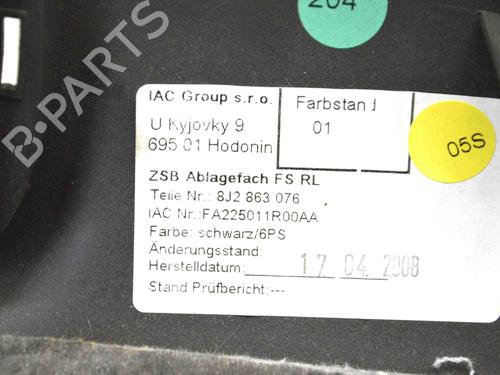 204
IAC Group s.r.o.
U Kyjovky 9
695 01 Hodonin
Farbstand
01
05S
ZSB Ablagefach FS RL
Teile Nr.: 8J2 863 076
IAC Nr.:FA225011R00AA
Farbe: schwarz/6PS
Änderungsstand:
Herstelldatum: 17 04. 2008
Stand Prüfbericht:---
B-PARTS